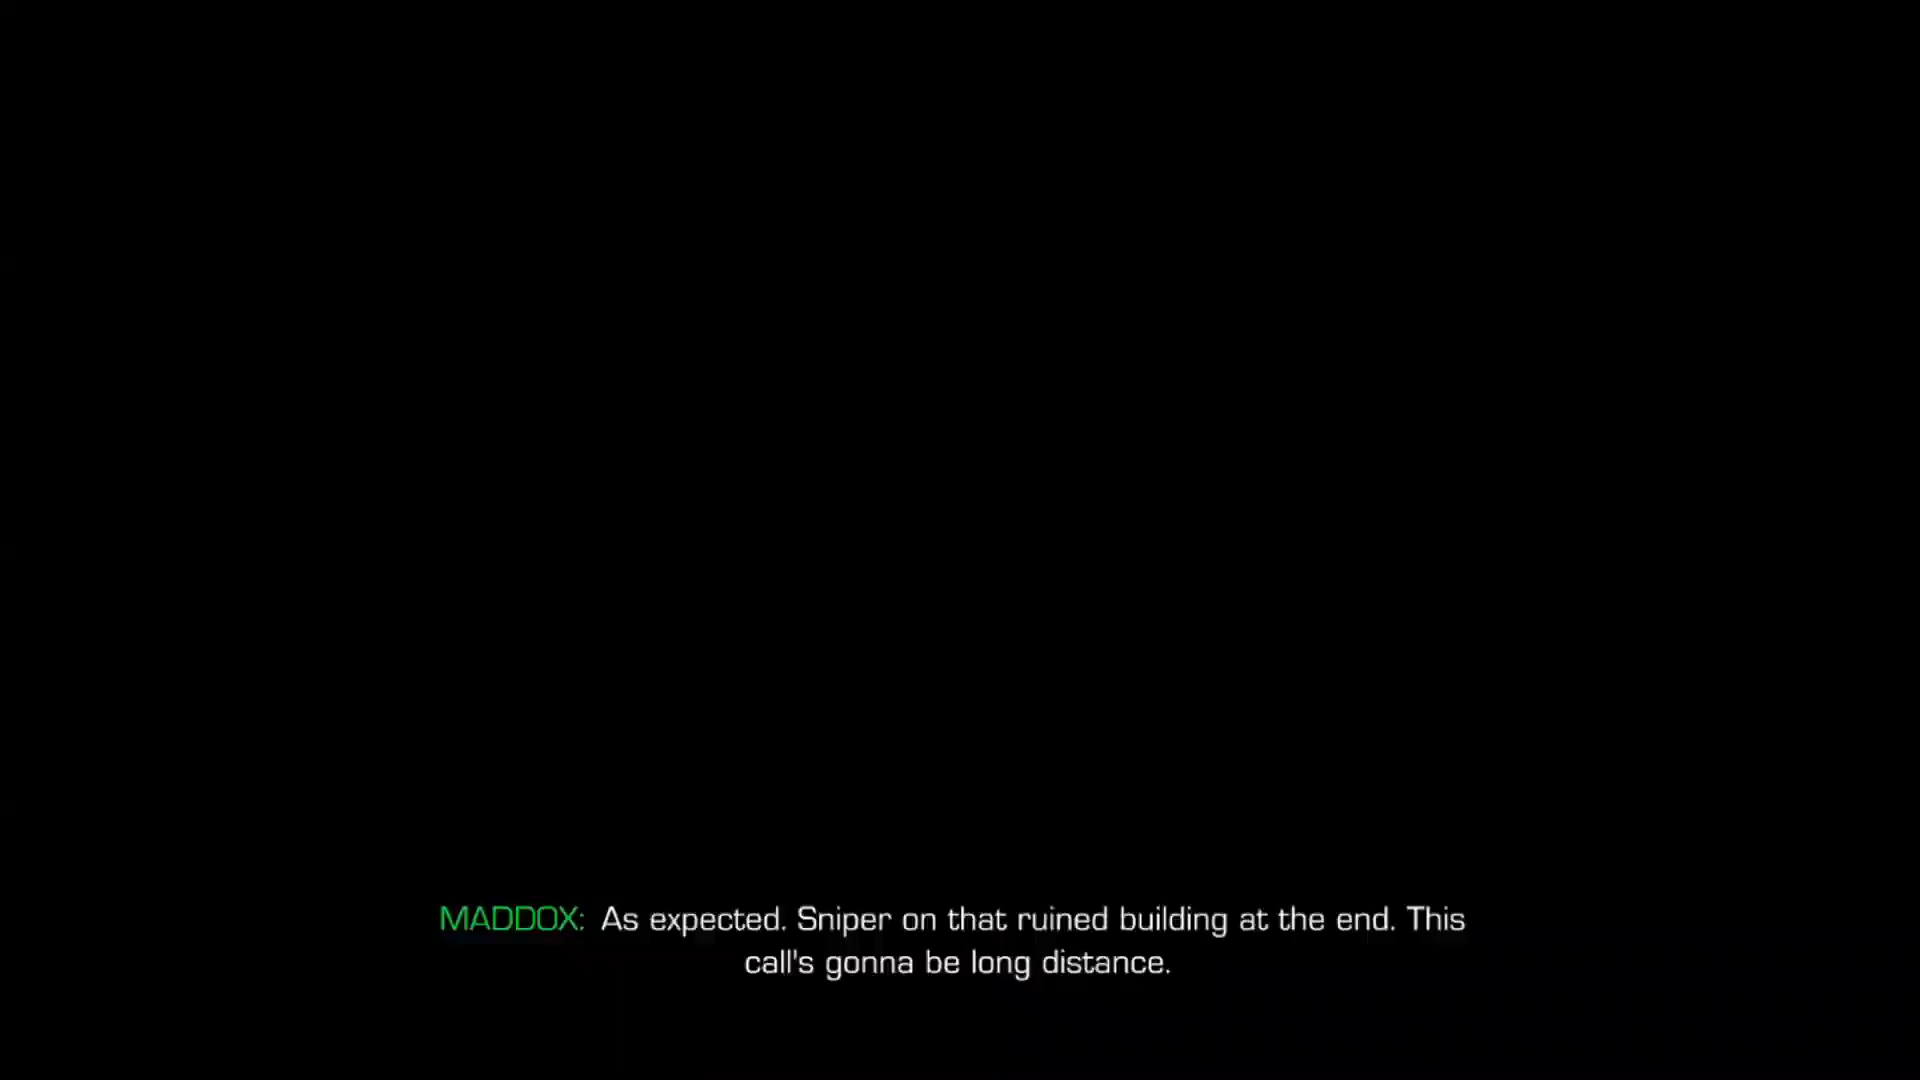 MADDOX: As expected. Sniper on that ruined building at the end. This
call's gonna be long distance.